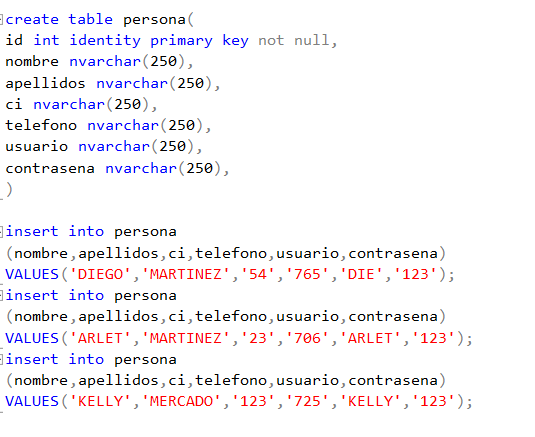 create table persona(
id int identity primary key not null,
nombre nvarchar(250),
apellidos nvarchar(250),
ci nvarchar(250),
telefono nvarchar(250),
usuario nvarchar(250),
contrasena nvarchar(250),
)
insert into persona
(nombre,apellidos,ci,telefono,usuario,contrasena)
VALUES('DIEGO','MARTINEZ','54','765','DIE','123');
insert into persona
(nombre,apellidos,ci,telefono,usuario,contrasena)
VALUES('ARLET','MARTINEZ','23','706','ARLET','123');
insert into persona
(nombre,apellidos,ci,telefono,usuario,contrasena)
VALUES('KELLY','MERCADO','123','725','KELLY','123');